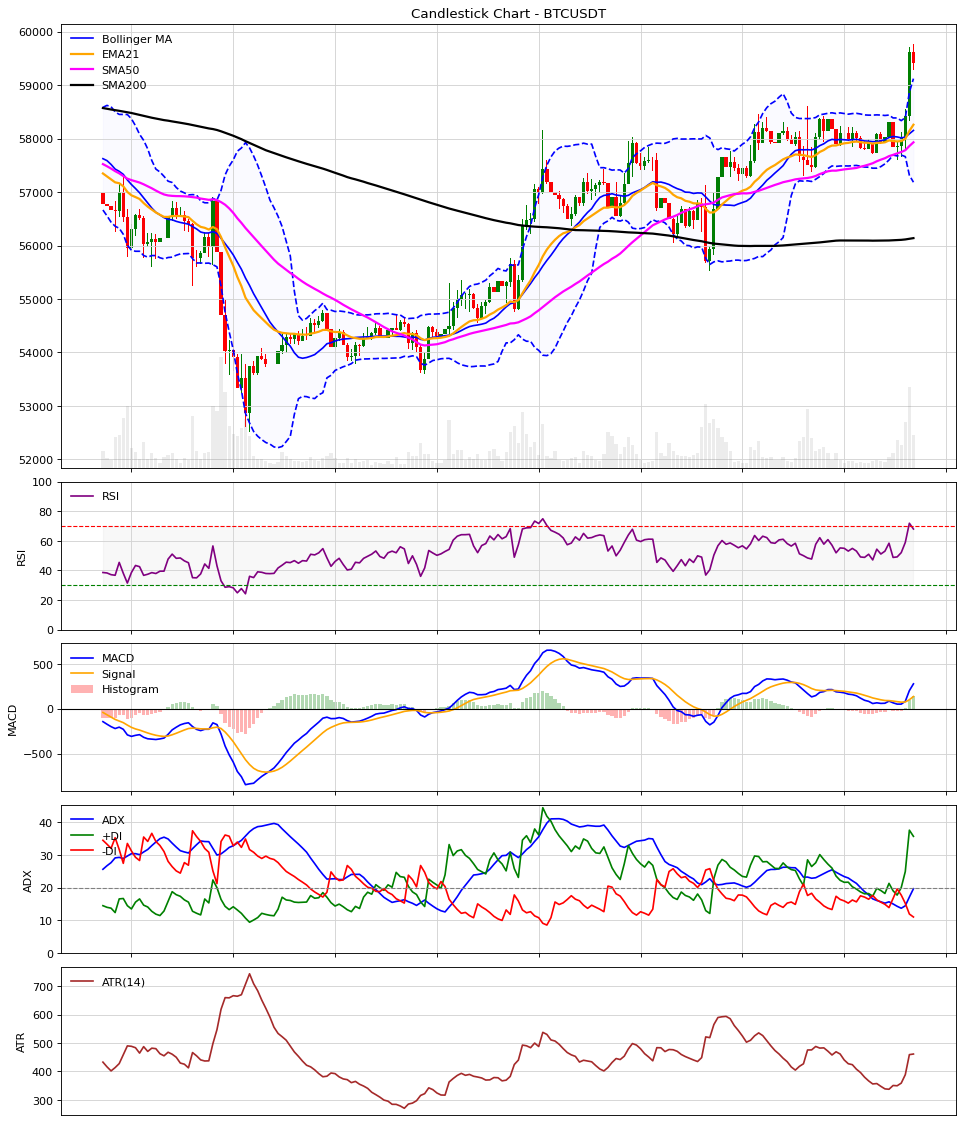 Candlestick Chart - BTCUSDT
60000
59000
58000
57000
56000
55000
54000
53000
52000
Bollinger MA
EMA21
SMA50
SMA200
100
80
60
40
20
0
RSI
RSI
500
0
−500
MACD
MACD
Signal
Histogram
40
30
20
10
0
ADX
ADX
+DI
-DI
700
600
500
400
300
ATR
ATR(14)